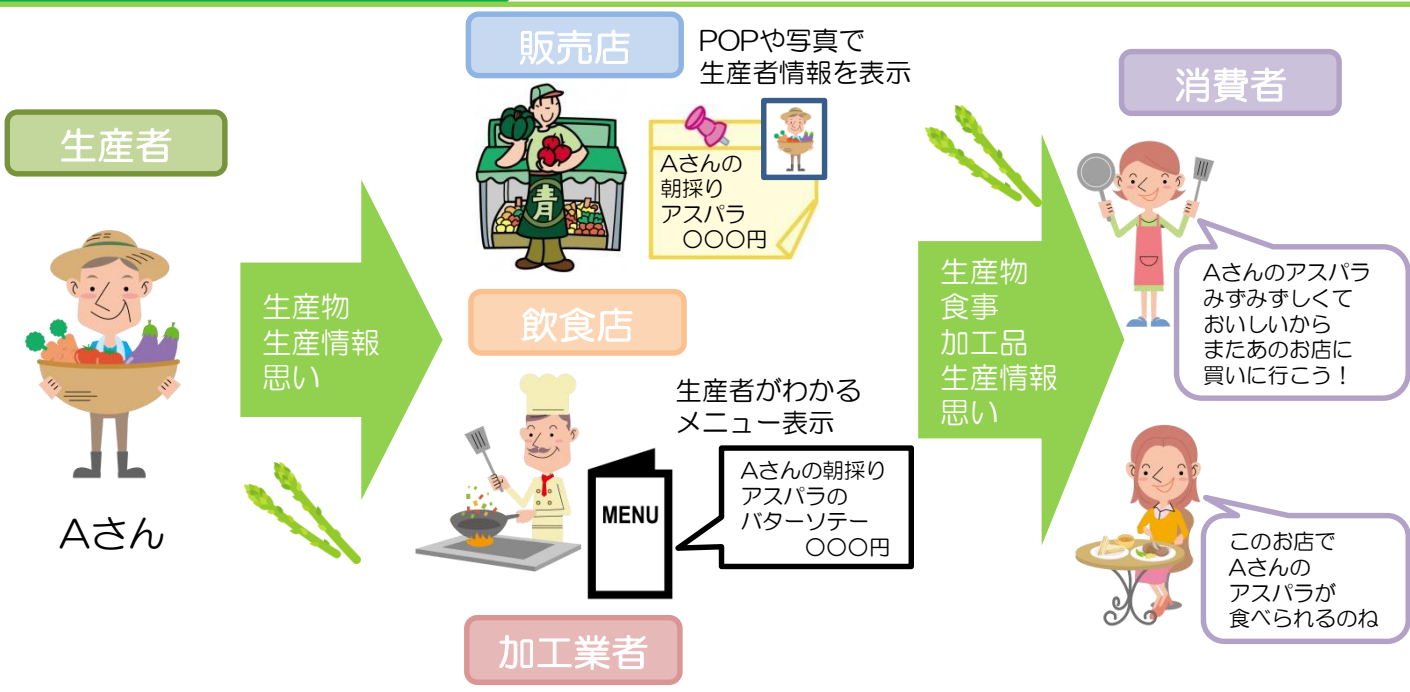 生産者
Aさん
生産物
生産情報
思い
販売店
POPや写真で
生産者情報を表示
青
Aさんの
朝採り
アスパラ
〇〇〇円
飲食店
生産者がわかる
メニュー表示
MENU
Aさんの朝採り
アスパラの
バターソテー
〇〇〇円
加工業者
生産物
食事
加工品
生産情報
思い
消費者
Aさんのアスパラ
みずみずしくて
おいしいから
またあのお店に
買いに行こう！
このお店で
Aさんの
アスパラが
食べられるのね